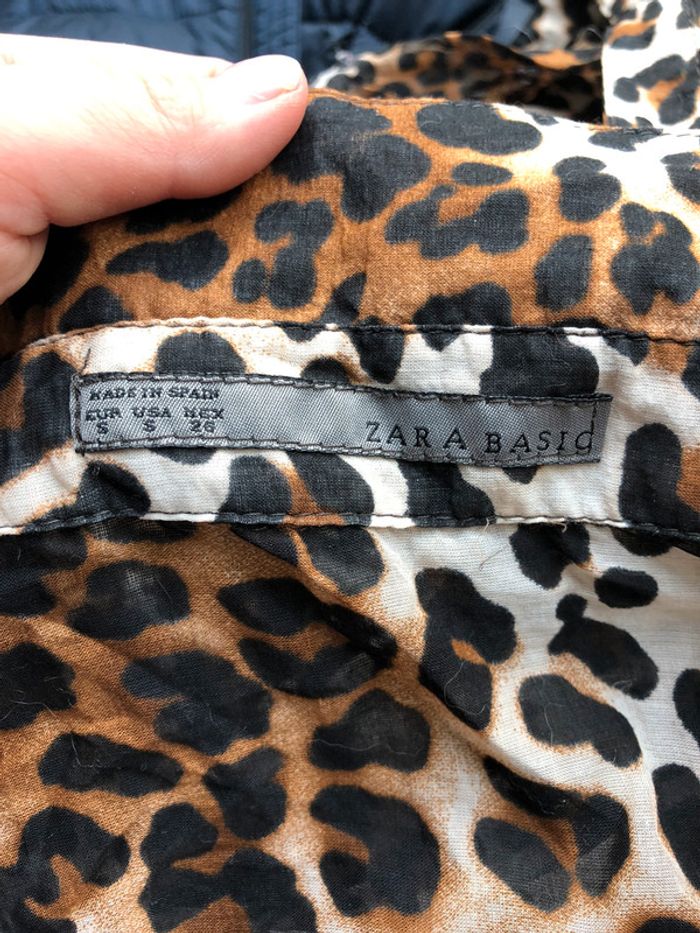 MADE IN SPAIN
EUR USA MEX
S S 26
ZARA BASIC